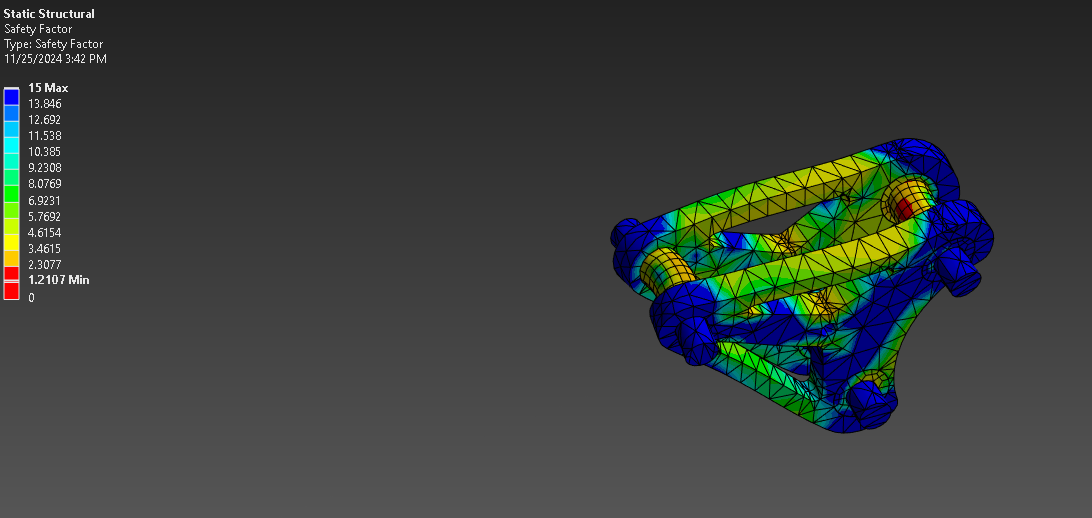 Static Structural
Safety Factor
Type: Safety Factor
11/25/2024 3:42 PM
15 Max
13.846
12.692
11.538
10.385
9.2308
8.0769
6.9231
5.7692
4.6154
3.4615
2.3077
1.2107 Min
0